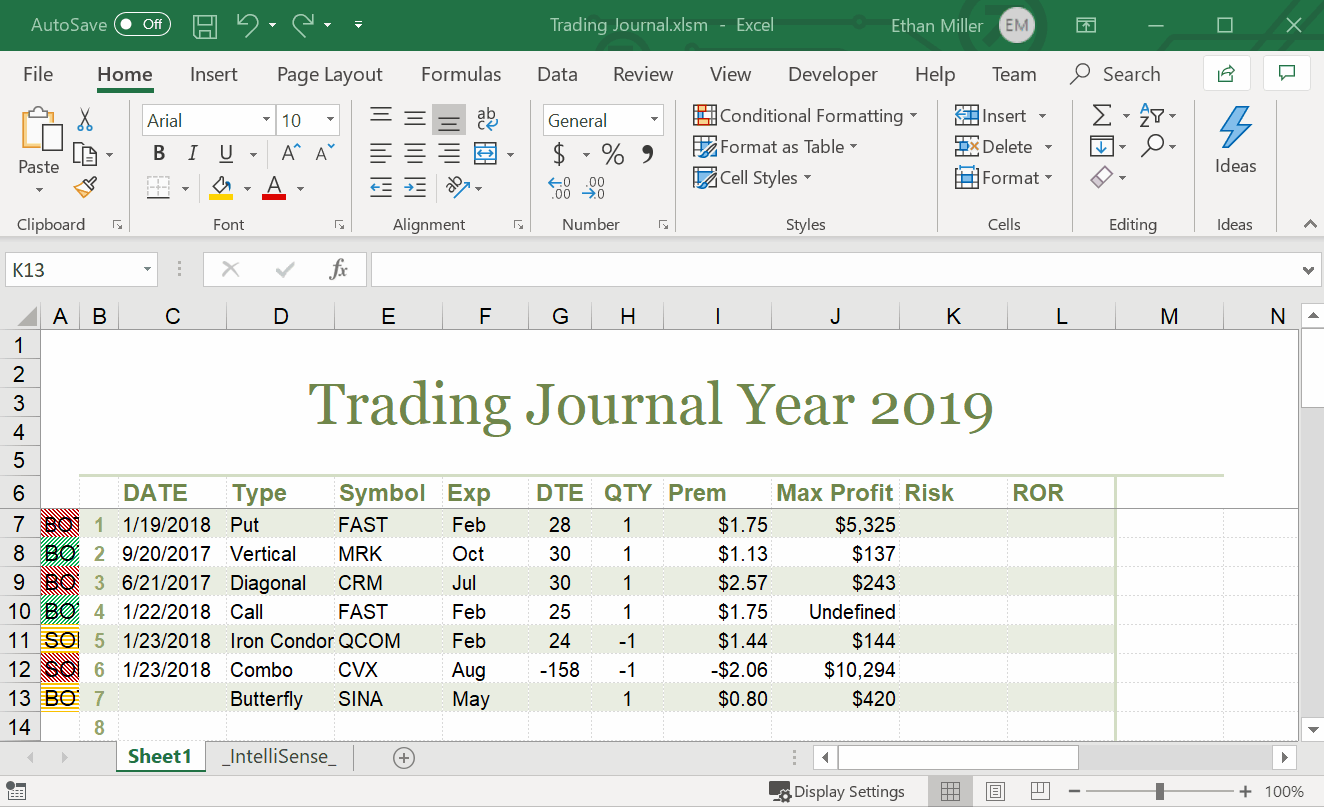 AutoSave Off Trading Journal.xlsm - Excel Ethan Miller EM
File Home Insert Page Layout Formulas Data Review View Developer Help Team Search
Paste Arial 10 B I U A A A ab c General $ % , .00 .00 Conditional Formatting Format as Table Cell Styles Insert Delete Format Σ A Z Ideas
Clipboard Font Alignment Number Styles Cells Editing Ideas
K13 fx
A B C D E F G H I J K L M N
1
2
3 Trading Journal Year 2019
4
5
6 DATE Type Symbol Exp DTE QTY Prem Max Profit Risk ROR
7 BOT 1 1/19/2018 Put FAST Feb 28 1 $1.75 $5,325
8 BOT 2 9/20/2017 Vertical MRK Oct 30 1 $1.13 $137
9 BOT 3 6/21/2017 Diagonal CRM Jul 30 1 $2.57 $243
10 BOT 4 1/22/2018 Call FAST Feb 25 1 $1.75 Undefined
11 SO 5 1/23/2018 Iron Condor QCOM Feb 24 -1 $1.44 $144
12 SO 6 1/23/2018 Combo CVX Aug -158 -1 -$2.06 $10,294
13 BOT 7 Butterfly SINA May 1 $0.80 $420
14 8
Sheet1 _IntelliSense_
Display Settings 100%